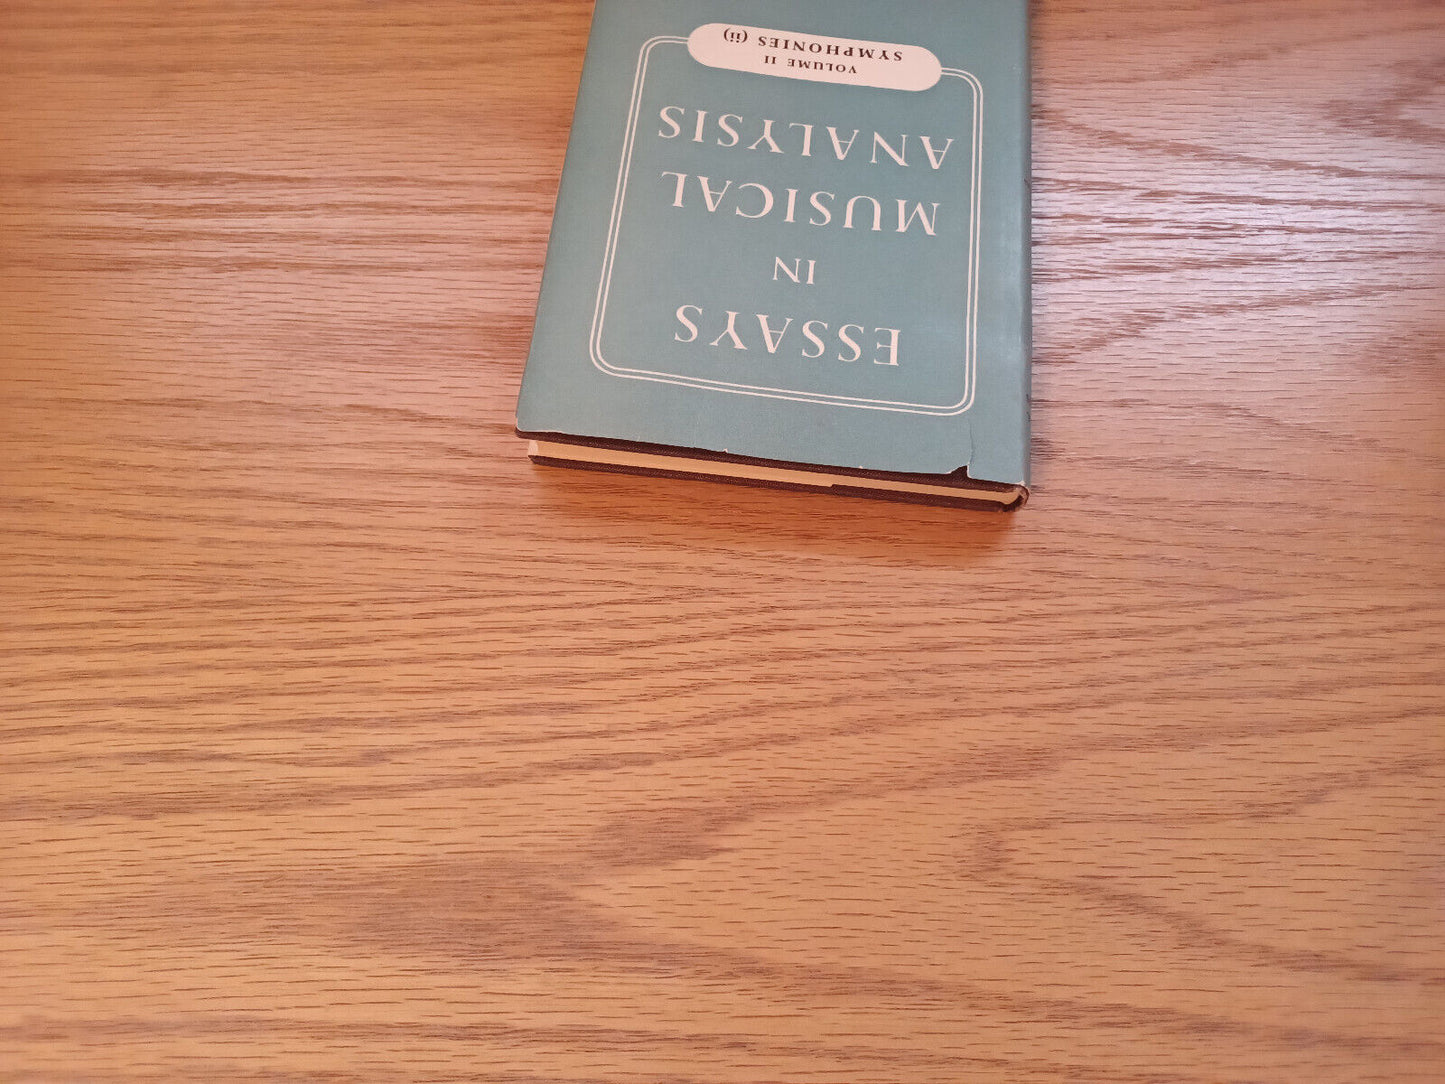 ESSAYS
IN
MUSICAL
ANALYSIS
VOLUME II
SYMPHONIES (ii)